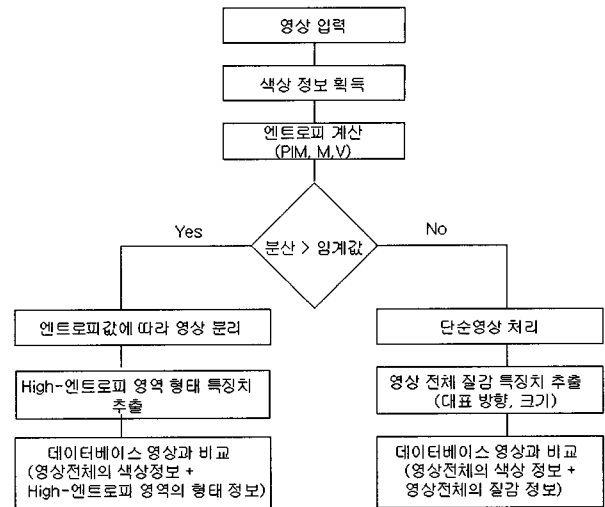 영상 입력
색상 정보 획득
엔트로피 계산
(PIM, M,V)
분산 > 임계값
Yes
No
엔트로피값에 따라 영상 분리
High-엔트로피 영역 형태 특징치
추출
데이터베이스 영상과 비교
(영상전체의 색상정보 +
High-엔트로피 영역의 형태 정보)
단순영상 처리
영상 전체 질감 특징치 추출
(대표 방향, 크기)
데이터베이스 영상과 비교
(영상전체의 색상 정보 +
영상전체의 질감 정보)